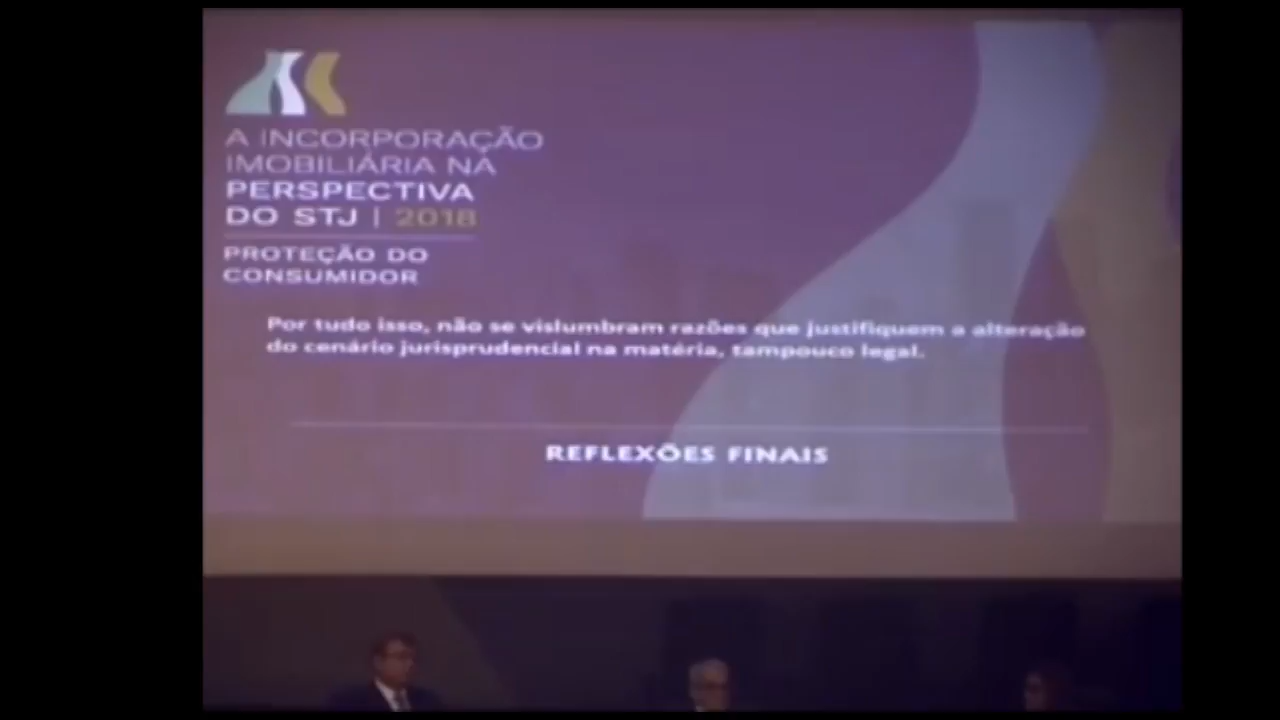 A INCORPORAÇÃO
IMOBILIÁRIA NA
PERSPECTIVA
DO STJ | 2018
PROTEÇÃO DO
CONSUMIDOR
Por tudo isso, não se vislumbram razões que justifiquem a alteração
do cenário jurisprudencial na matéria, tampouco legal.
REFLEXÕES FINAIS